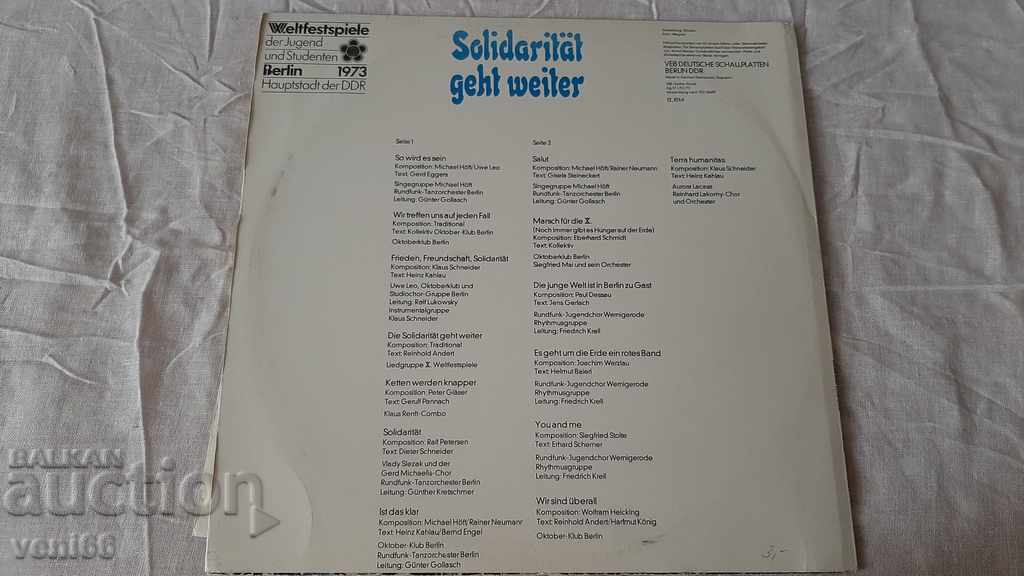 Weltfestspiele
der Jugend
und Studenten
Berlin 1973
Hauptstadt der DDR
Solidarität
geht weiter
VEB DEUTSCHE SCHALLPLATTEN
BERLIN DDR
12,1 DM
Seite 1
So wird es sein
Komposition: Michael Höft/Uwe Leo
Text: Gerd Eggers
Singegruppe Michael Höft
Rundfunk-Tanzorchester Berlin
Leitung: Günter Gollasch
Wir treffen uns auf jeden Fall
Komposition: Traditional
Text: Kollektiv Oktober-Klub Berlin
Oktoberklub Berlin
Frieden, Freundschaft, Solidarität
Komposition: Klaus Schneider
Text: Heinz Kahlau
Uwe Leo, Oktoberklub und
Studiochor-Gruppe Berlin
Leitung: Ralf Lukowsky
Instrumentalgruppe
Klaus Schneider
Die Solidarität geht weiter
Komposition: Traditional
Text: Reinhold Andert
Liedgruppe X. Weltfestspiele
Ketten werden knapper
Komposition: Peter Gläser
Text: Gerulf Pannach
Klaus Renft-Combo
Solidarität
Komposition: Ralf Petersen
Text: Dieter Schneider
Vlady Slezak und der
Gerd Michaelis-Chor
Rundfunk-Tanzorchester Berlin
Leitung: Günther Kretschmer
Ist das klar
Komposition: Michael Höft/Rainer Neumann
Text: Heinz Kahlau/Bernd Engel
Oktober-Klub Berlin
Rundfunk-Tanzorchester Berlin
Leitung: Günter Gollasch
Seite 2
Salut
Komposition: Michael Höft/Rainer Neumann
Text: Gisela Steineckert
Singegruppe Michael Höft
Rundfunk-Tanzorchester Berlin
Leitung: Günter Gollasch
Marsch für die X.
(Noch immer gibt es Hunger auf der Erde)
Komposition: Eberhard Schmidt
Text: Kollektiv
Oktoberklub Berlin
Siegfried Mai und sein Orchester
Die junge Welt ist in Berlin zu Gast
Komposition: Paul Dessau
Text: Jens Gerlach
Rundfunk-Jugendchor Wernigerode
Rhythmusgruppe
Leitung: Friedrich Krell
Es geht um die Erde ein rotes Band
Komposition: Joachim Werzlau
Text: Helmut Baierl
Rundfunk-Jugendchor Wernigerode
Rhythmusgruppe
Leitung: Friedrich Krell
You and me
Komposition: Siegfried Stolte
Text: Erhard Scherner
Rundfunk-Jugendchor Wernigerode
Rhythmusgruppe
Leitung: Friedrich Krell
Wir sind überall
Komposition: Wolfram Heicking
Text: Reinhold Andert/Hartmut König
Oktober-Klub Berlin
Terra humanitas
Komposition: Klaus Schneider
Text: Heinz Kahlau
Aurora Lacasa
Reinhard Lakomy-Chor
und Orchester
3,-
BALKAN
auction
veni66